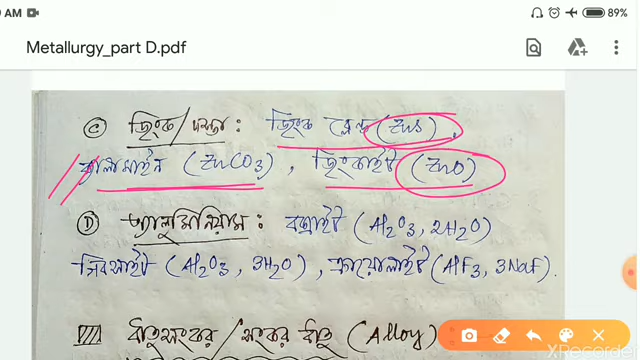 AM 89%
Metallurgy_part D.pdf
Ⓒ জিংক/দস্তা : জিংক ব্লেন্ড (ZnS),
ক্যালামাইন (ZnCO3), জিংকাইট (ZnO)
Ⓓ অ্যালুমিনিয়াম : বক্সাইট (Al2O3, 2H2O)
জিবসাইট (Al2O3, 3H2O), ক্রায়োলাইট (AlF3, 3NaF).
ধাতুসংকর/সংকর ধাতু (Alloy) :
XRecorder